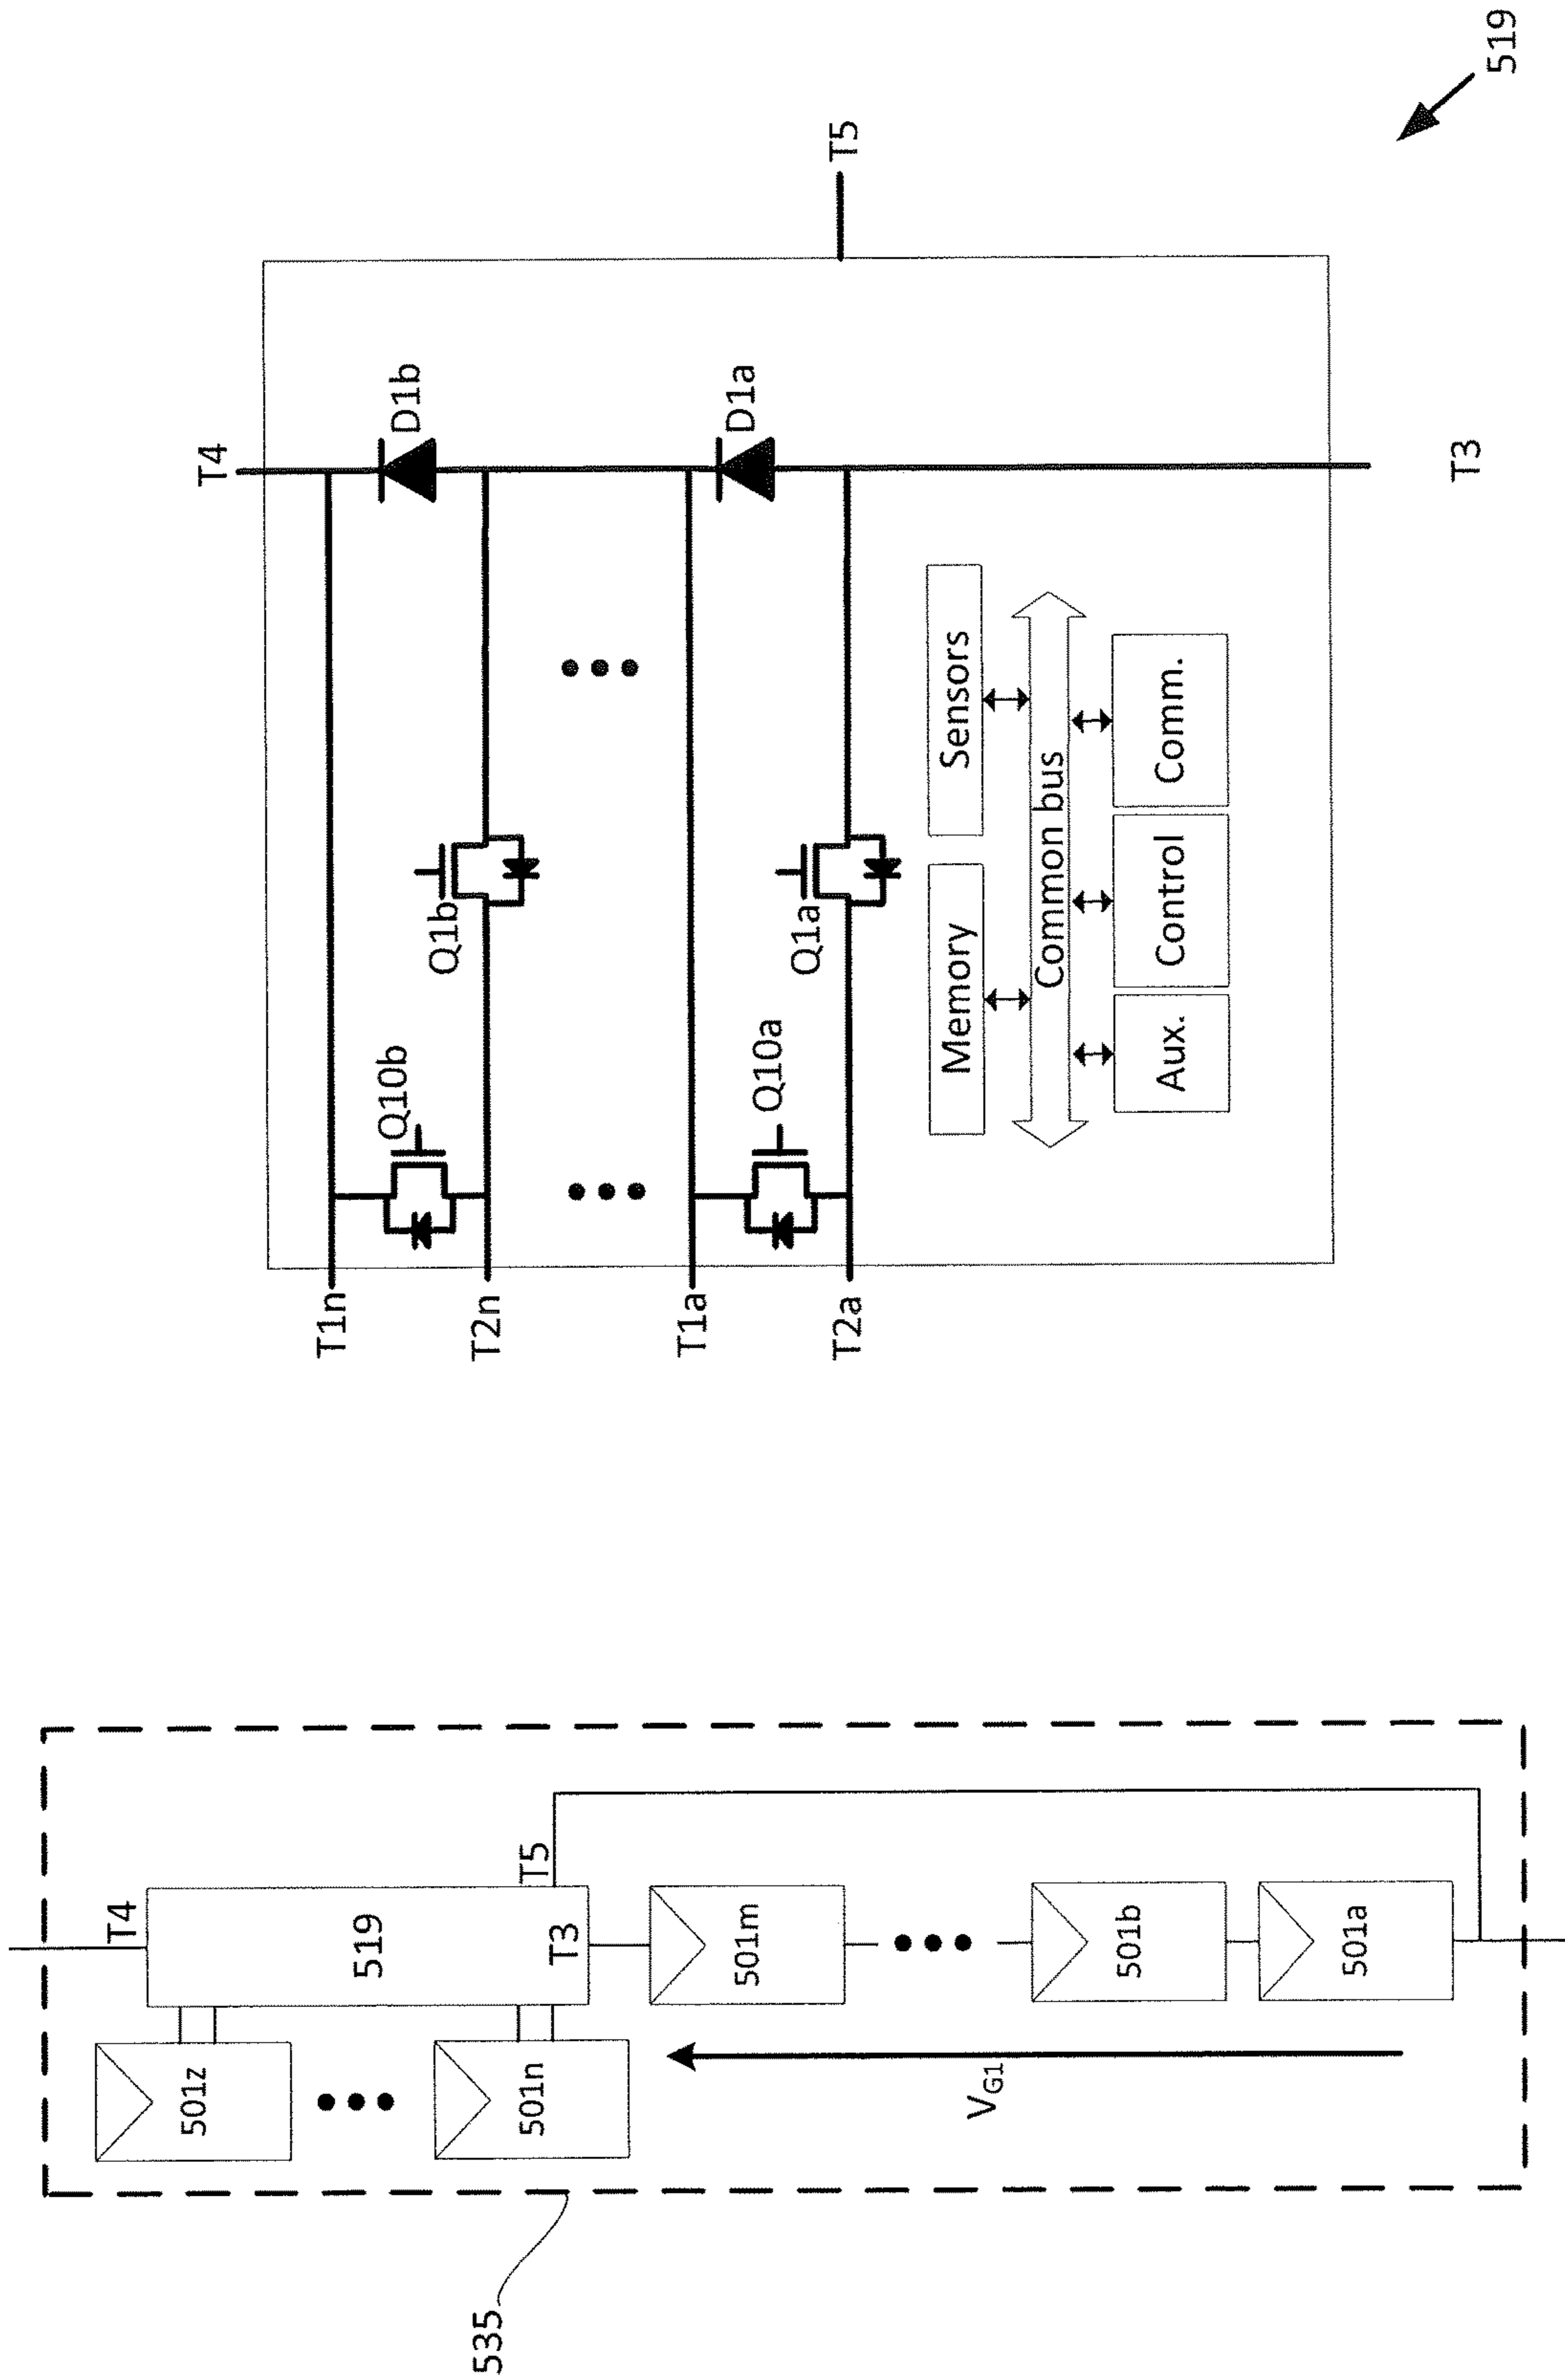 535
T4
519
T5
T3
501z
501n
501m
501b
501a
VG1
T4
T5
T3
519
T1n
T2n
T1a
T2a
Q10b
Q1b
D1b
Q10a
Q1a
D1a
Memory
Sensors
Common bus
Aux.
Control
Comm.